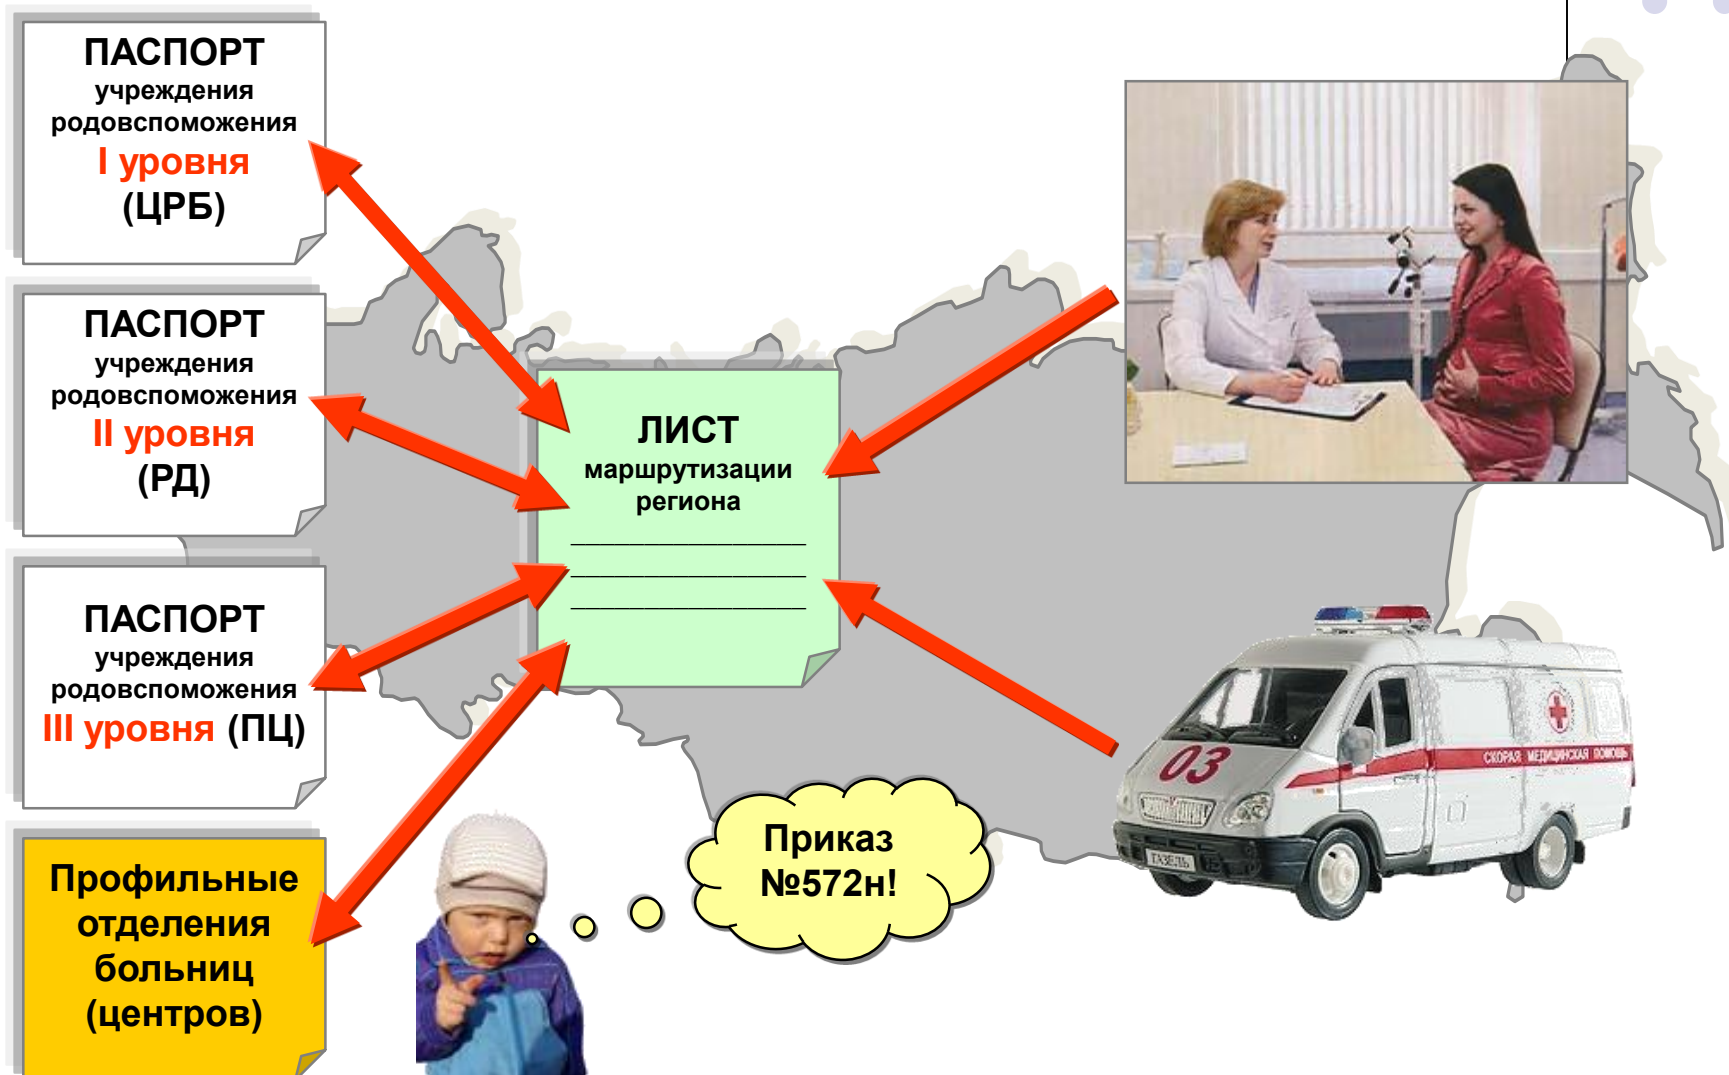 ПАСПОРТ
учреждения
родовспоможения
I уровня
(ЦРБ)
ПАСПОРТ
учреждения
родовспоможения
II уровня
(РД)
ПАСПОРТ
учреждения
родовспоможения
III уровня (ПЦ)
Профильные
отделения
больниц
(центров)
ЛИСТ
маршрутизации
региона
Приказ
№572н!
03
СКОРАЯ МЕДИЦИНСКАЯ ПОМОЩЬ
ГАЗЕЛЬ